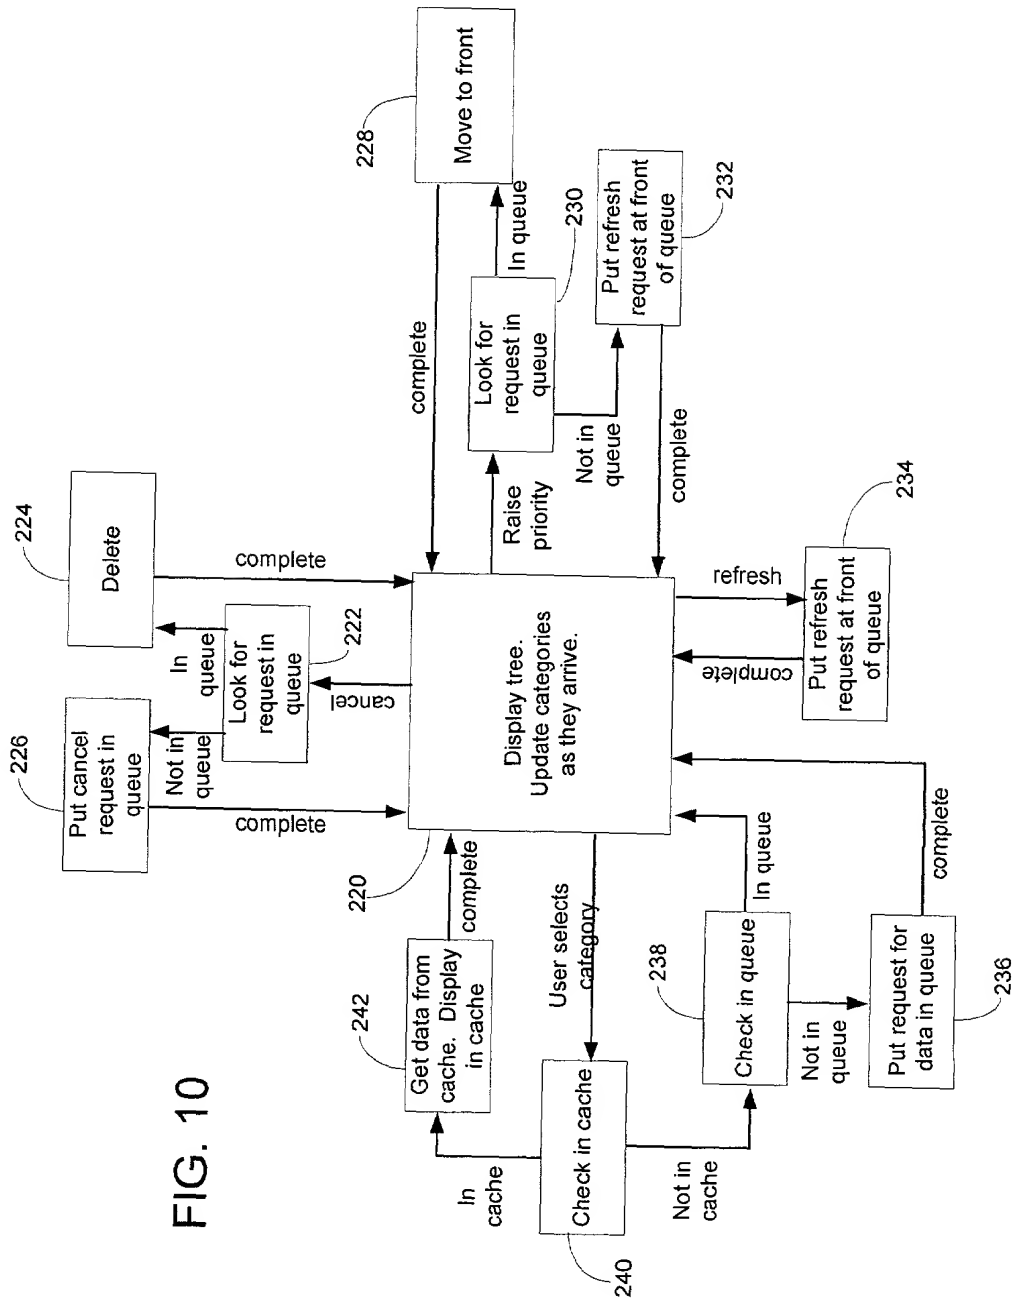 FIG. 10
240
Check in cache
In
cache
Not in
cache
242
Get data from
cache. Display
in cache
complete
User selects
category
238
Check in queue
In queue
Not in
queue
Put request for
data in queue
236
complete
226
Put cancel
request in
queue
complete
Not in
queue
222
Look for
request in
queue
In
queue
cancel
224
Delete
complete
220
Display tree.
Update categories
as they arrive.
refresh
complete
234
Put refresh
request at front
of queue
Raise
priority
230
Look for
request in
queue
In queue
Not in
queue
228
Move to front
complete
232
Put refresh
request at front
of queue
complete